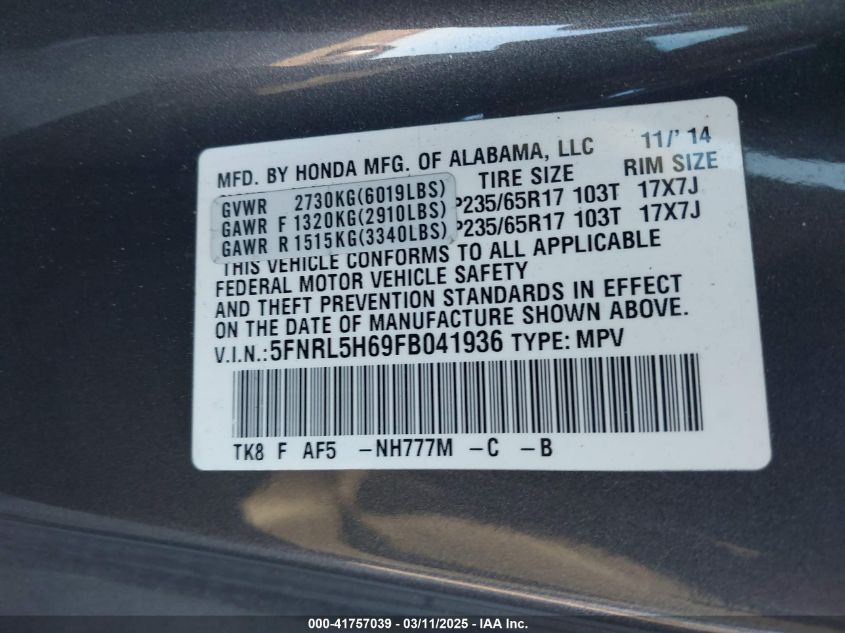 MFD. BY HONDA MFG. OF ALABAMA, LLC 11/'14
TIRE SIZE RIM SIZE
GVWR 2730KG(6019LBS)
GAWR F 1320KG(2910LBS) P235/65R17 103T 17X7J
GAWR R 1515KG(3340LBS) P235/65R17 103T 17X7J
THIS VEHICLE CONFORMS TO ALL APPLICABLE
FEDERAL MOTOR VEHICLE SAFETY
AND THEFT PREVENTION STANDARDS IN EFFECT
ON THE DATE OF MANUFACTURE SHOWN ABOVE.
V.I.N.:5FNRL5H69FB041936 TYPE: MPV
TK8 F AF5 -NH777M -C -B
000-41757039 - 03/11/2025 - IAA Inc.